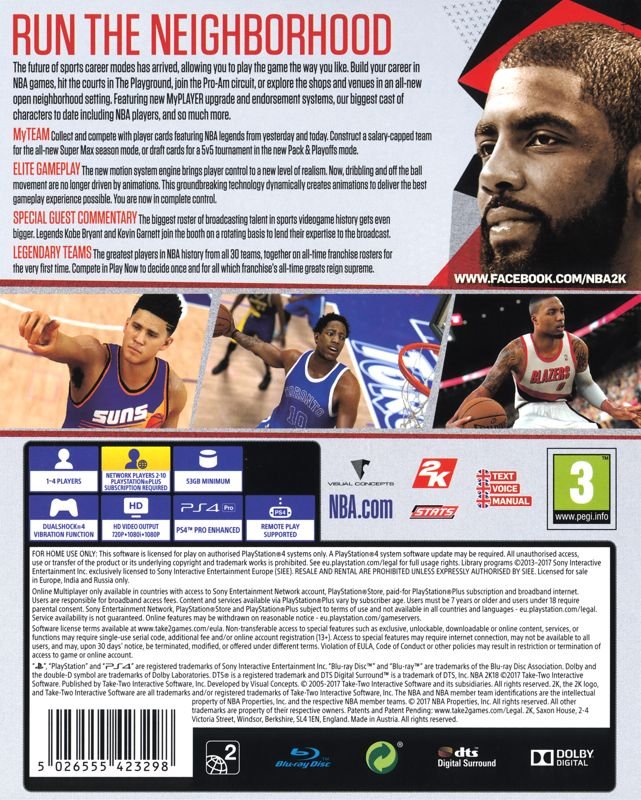 RUN THE NEIGHBORHOOD
The future of sports career modes has arrived, allowing you to play the game the way you like. Build your career in
NBA games, hit the courts in The Playground, join the Pro-Am circuit, or explore the shops and venues in an all-new
open neighborhood setting. Featuring new MyPLAYER upgrade and endorsement systems, our biggest cast of
characters to date including NBA players, and so much more.
MyTEAM Collect and compete with player cards featuring NBA legends from yesterday and today. Construct a salary-capped team
for the all-new Super Max season mode, or draft cards for a 5v5 tournament in the new Pack & Playoffs mode.
ELITE GAMEPLAY The new motion system engine brings player control to a new level of realism. Now, dribbling and off the ball
movement are no longer driven by animations. This groundbreaking technology dynamically creates animations to deliver the best
gameplay experience possible. You are now in complete control.
SPECIAL GUEST COMMENTARY The biggest roster of broadcasting talent in sports videogame history gets even
bigger. Legends Kobe Bryant and Kevin Garnett join the booth on a rotating basis to lend their expertise to the broadcast.
LEGENDARY TEAMS The greatest players in NBA history from all 30 teams, together on all-time franchise rosters for
the very first time. Compete in Play Now to decide once and for all which franchise's all-time greats reign supreme.
WWW.FACEBOOK.COM/NBA2K
SUNS
TORONTO
10
BLAZERS
0
1-4 PLAYERS
NETWORK PLAYERS 2-10
PLAYSTATION®PLUS
SUBSCRIPTION REQUIRED
53GB MINIMUM
DUALSHOCK®4
VIBRATION FUNCTION
HD
HD VIDEO OUTPUT
720P•1080i•1080P
PS4 Pro
PS4™ PRO ENHANCED
PS4
REMOTE PLAY
SUPPORTED
VISUAL CONCEPTS
NBA.com
2K
STATS
TEXT
VOICE
MANUAL
3
www.pegi.info
FOR HOME USE ONLY: This software is licensed for play on authorised PlayStation®4 systems only. A PlayStation®4 system software update may be required. All unauthorised access,
use or transfer of the product or its underlying copyright and trademark works is prohibited. See eu.playstation.com/legal for full usage rights. Library programs ©2013-2017 Sony Interactive
Entertainment Inc. exclusively licensed to Sony Interactive Entertainment Europe (SIEE). RESALE AND RENTAL ARE PROHIBITED UNLESS EXPRESSLY AUTHORISED BY SIEE. Licensed for sale
in Europe, India and Russia only.
Online Multiplayer only available in countries with access to Sony Entertainment Network account, PlayStation®Store, paid-for PlayStation®Plus subscription and broadband internet.
Users are responsible for broadband access fees. Content and services available via PlayStation®Plus vary by subscriber age. Users must be 7 years or older and users under 18 require
parental consent. Sony Entertainment Network, PlayStation®Store and PlayStation®Plus subject to terms of use and not available in all countries and languages - eu.playstation.com/legal.
Service availability is not guaranteed. Online features may be withdrawn on reasonable notice - eu.playstation.com/gameservers.
Software license terms available at www.take2games.com/eula. Non-transferable access to special features such as exclusive, unlockable, downloadable or online content, services, or
functions may require single-use serial code, additional fee and/or online account registration (13+). Access to special features may require internet connection, may not be available to all
users, and may, upon 30 days' notice, be terminated, modified, or offered under different terms. Violation of EULA, Code of Conduct or other policies may result in restriction or termination of
access to game or online account.
"PS", "PlayStation" and "PS4" are registered trademarks of Sony Interactive Entertainment Inc. "Blu-ray Disc™" and "Blu-ray™" are trademarks of the Blu-ray Disc Association. Dolby and
the double-D symbol are trademarks of Dolby Laboratories. DTS® is a registered trademark and DTS Digital Surround™ is a trademark of DTS, Inc. NBA 2K18 ©2017 Take-Two Interactive
Software. Published by Take-Two Interactive Software, Inc. Developed by Visual Concepts. © 2005-2017 Take-Two Interactive Software and its subsidiaries. All rights reserved. 2K, the 2K logo,
and Take-Two Interactive Software are all trademarks and/or registered trademarks of Take-Two Interactive Software, Inc. The NBA and NBA member team identifications are the intellectual
property of NBA Properties, Inc. and the respective NBA member teams. © 2017 NBA Properties, Inc. All rights reserved. All other
trademarks are property of their respective owners. Patents and Patent Pending: www.take2games.com/Legal. 2K, Saxon House, 2-4
Victoria Street, Windsor, Berkshire, SL4 1EN, England. Made in Austria. All rights reserved.
5 026555 423298
2
Blu-ray Disc
dts
Digital Surround
DOLBY
DIGITAL